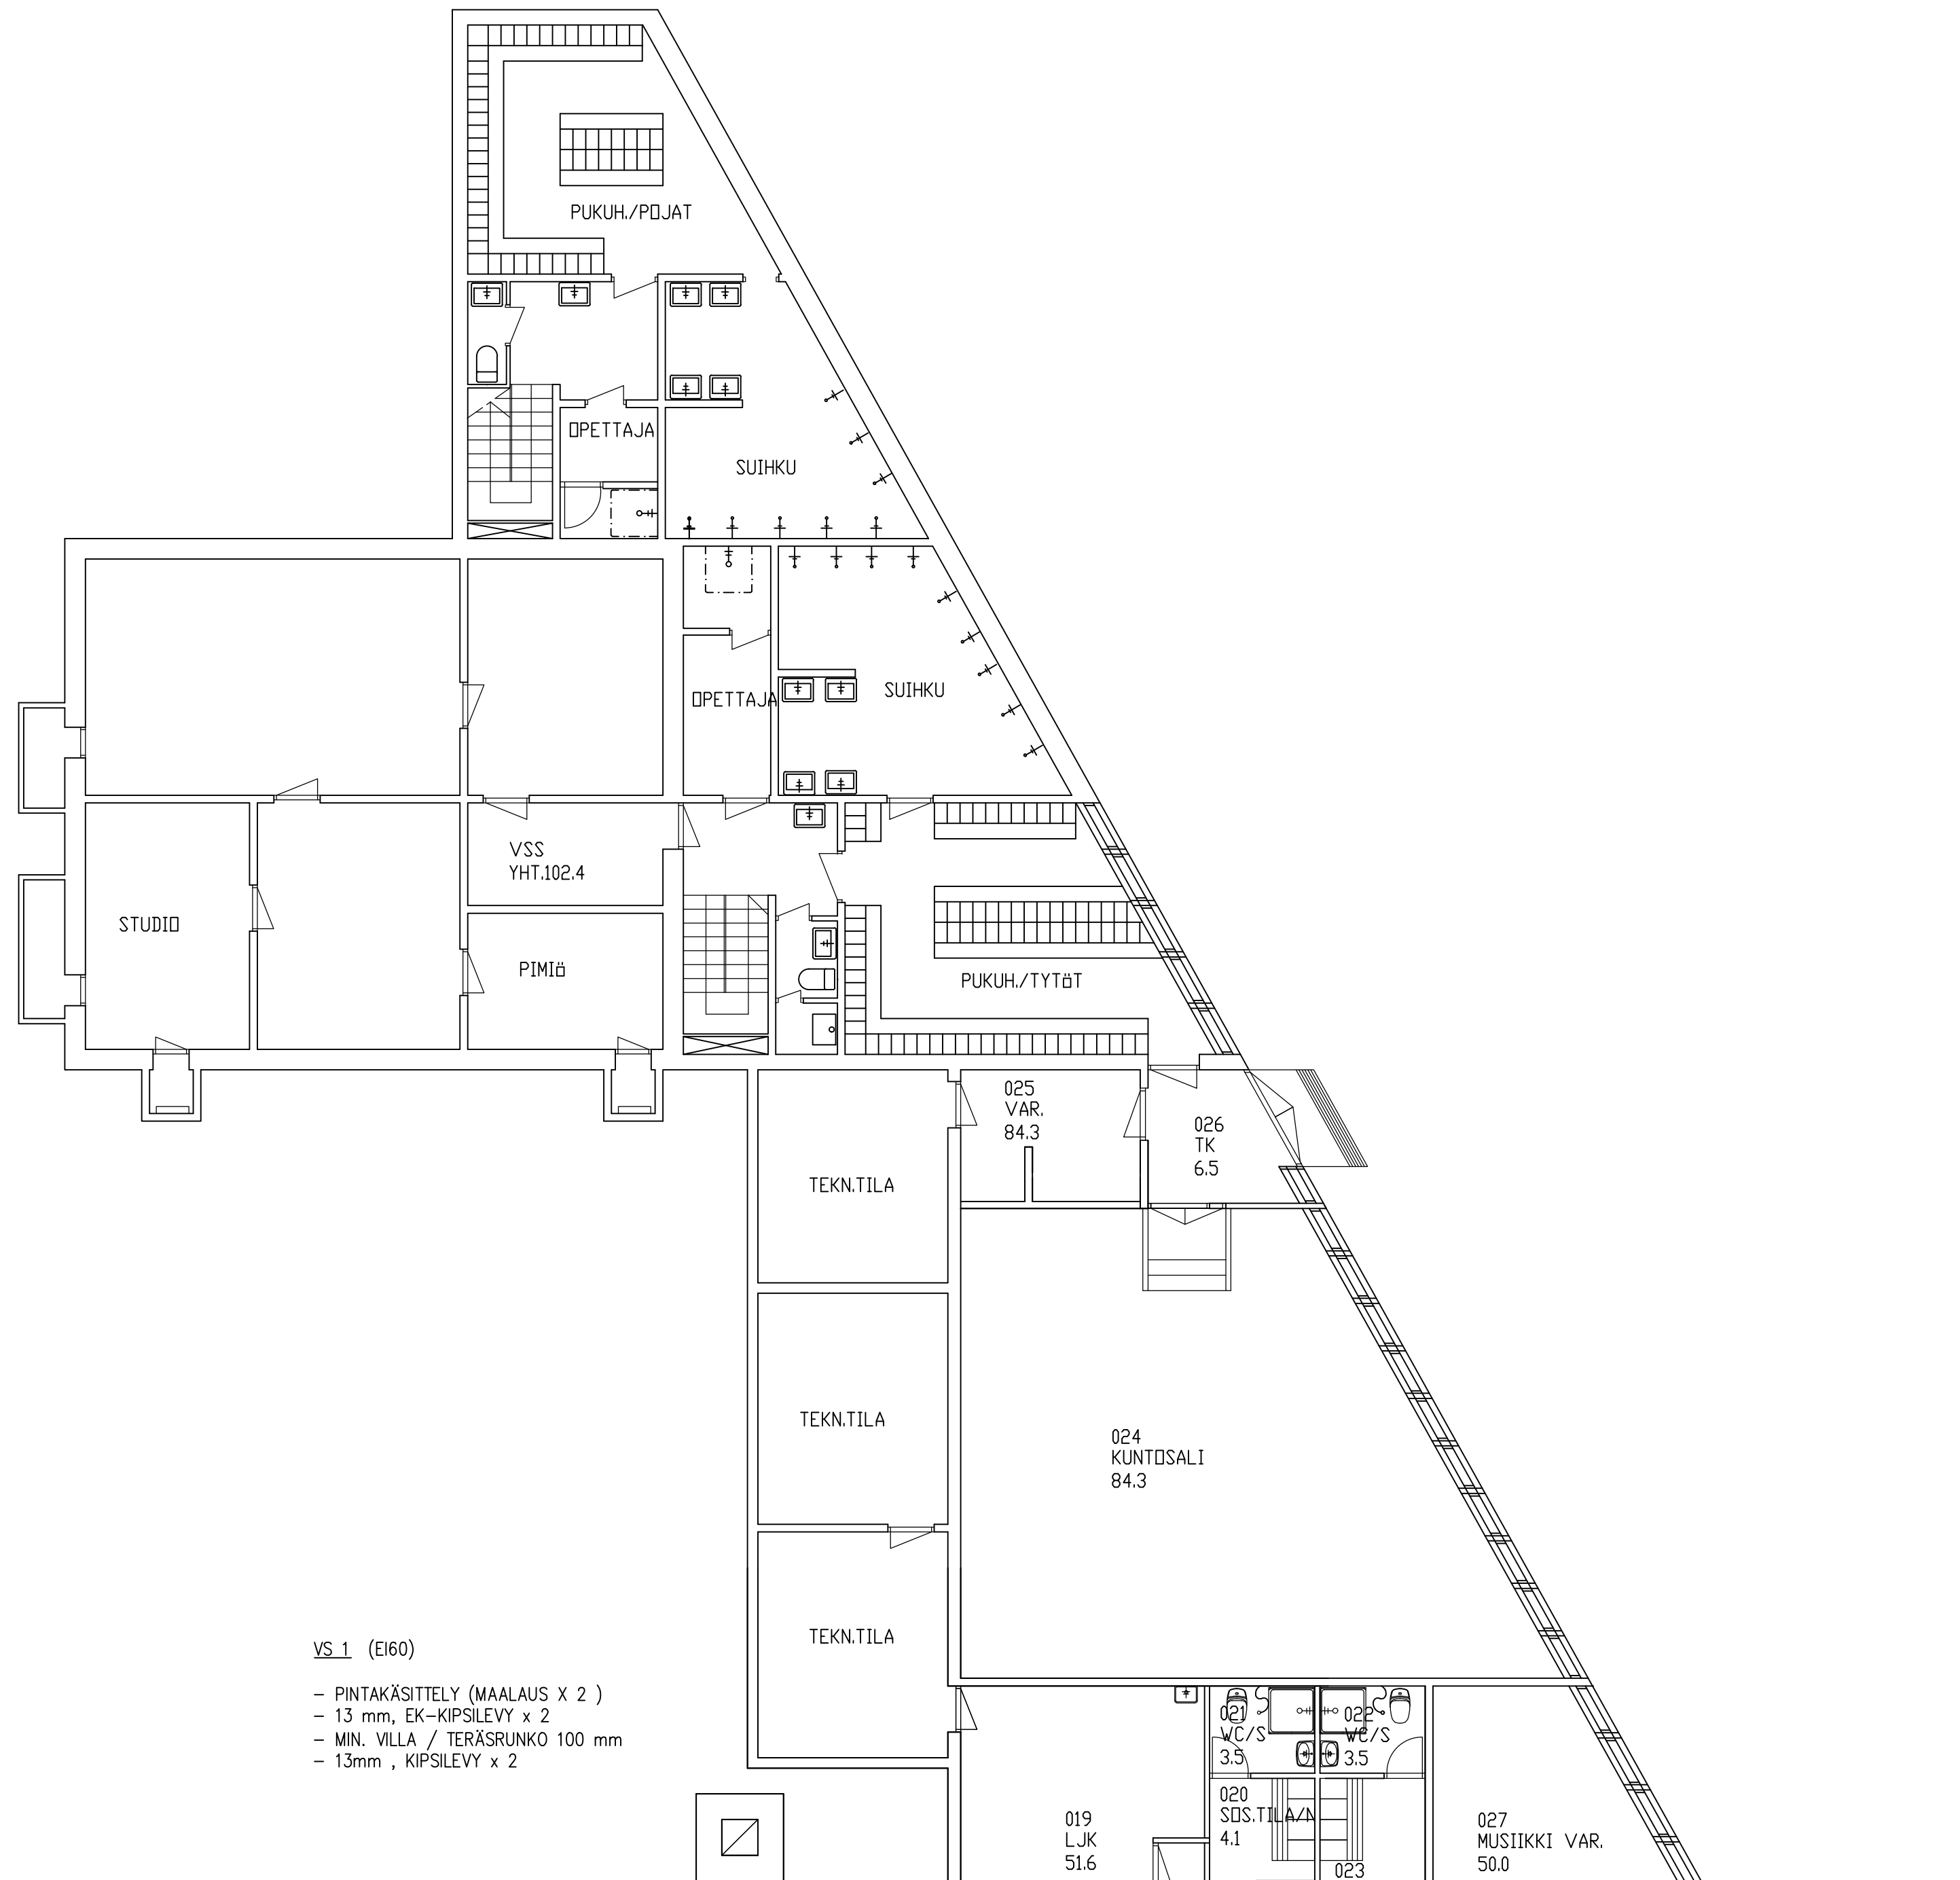 PUKUH./POJAT
OPETTAJA
SUIHKU
OPETTAJA
SUIHKU
VSS
YHT.102.4
STUDIO
PIMIÖ
PUKUH./TYTÖT
025
VAR.
84.3
026
TK
6.5
TEKN.TILA
TEKN.TILA
024
KUNTOSALI
84.3
TEKN.TILA
VS 1 (EI60)
– PINTAKÄSITTELY (MAALAUS X 2 )
– 13 mm, EK–KIPSILEVY x 2
– MIN. VILLA / TERÄSRUNKO 100 mm
– 13mm , KIPSILEVY x 2
021
WC/S
3.5
022
WC/S
3.5
020
SOS.TILA/N
4.1
019
LJK
51.6
023
027
MUSIIKKI VAR.
50.0